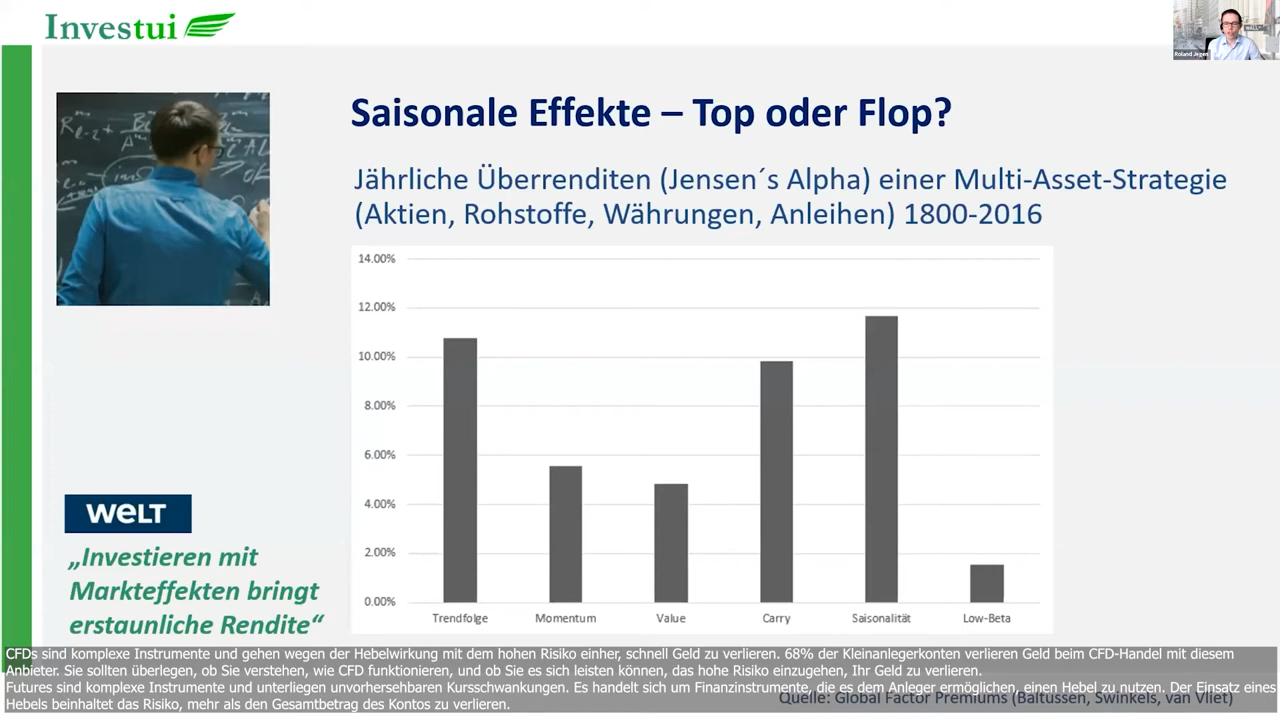 Investui
Roland Jegen
Saisonale Effekte – Top oder Flop?
Jährliche Überrenditen (Jensen´s Alpha) einer Multi-Asset-Strategie
(Aktien, Rohstoffe, Währungen, Anleihen) 1800-2016
14.00%
12.00%
10.00%
8.00%
6.00%
4.00%
2.00%
0.00%
Trendfolge Momentum Value Carry Saisonalität Low-Beta
WELT
„Investieren mit
Markteffekten bringt
erstaunliche Rendite“
CFDs sind komplexe Instrumente und gehen wegen der Hebelwirkung mit dem hohen Risiko einher, schnell Geld zu verlieren. 68% der Kleinanlegerkonten verlieren Geld beim CFD-Handel mit diesem
Anbieter. Sie sollten überlegen, ob Sie verstehen, wie CFD funktionieren, und ob Sie es sich leisten können, das hohe Risiko einzugehen, Ihr Geld zu verlieren.
Futures sind komplexe Instrumente und unterliegen unvorhersehbaren Kursschwankungen. Es handelt sich um Finanzinstrumente, die es dem Anleger ermöglichen, einen Hebel zu nutzen. Der Einsatz eines
Hebels beinhaltet das Risiko, mehr als den Gesamtbetrag des Kontos zu verlieren.
Quelle: Global Factor Premiums (Baltussen, Swinkels, van Vliet)